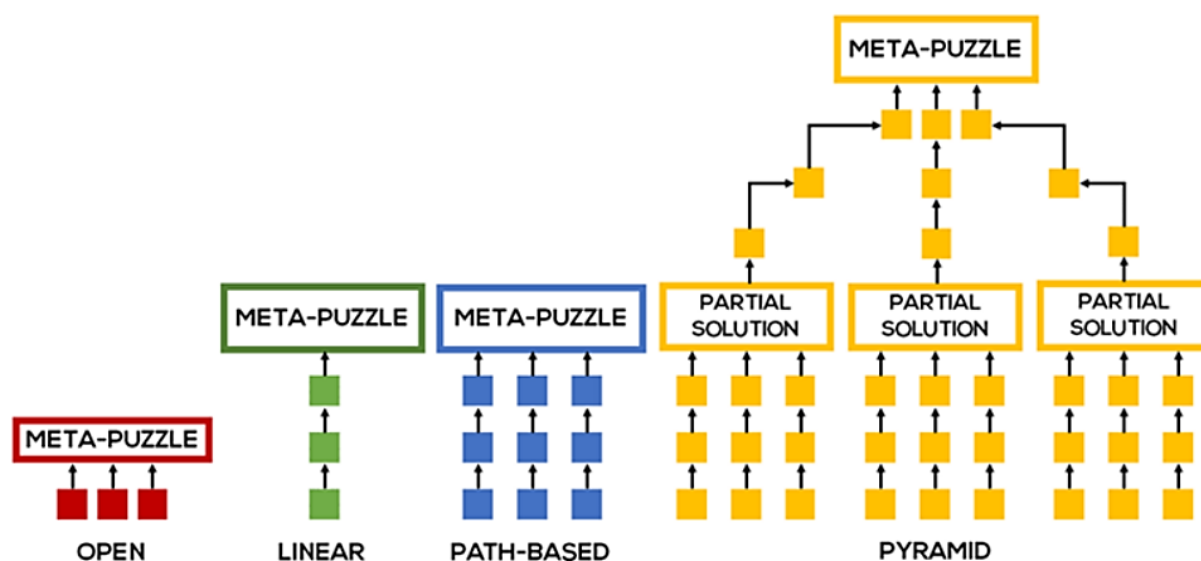 META-PUZZLE
META-PUZZLE
META-PUZZLE
PARTIAL
SOLUTION
PARTIAL
SOLUTION
PARTIAL
SOLUTION
META-PUZZLE
OPEN
LINEAR
PATH-BASED
PYRAMID